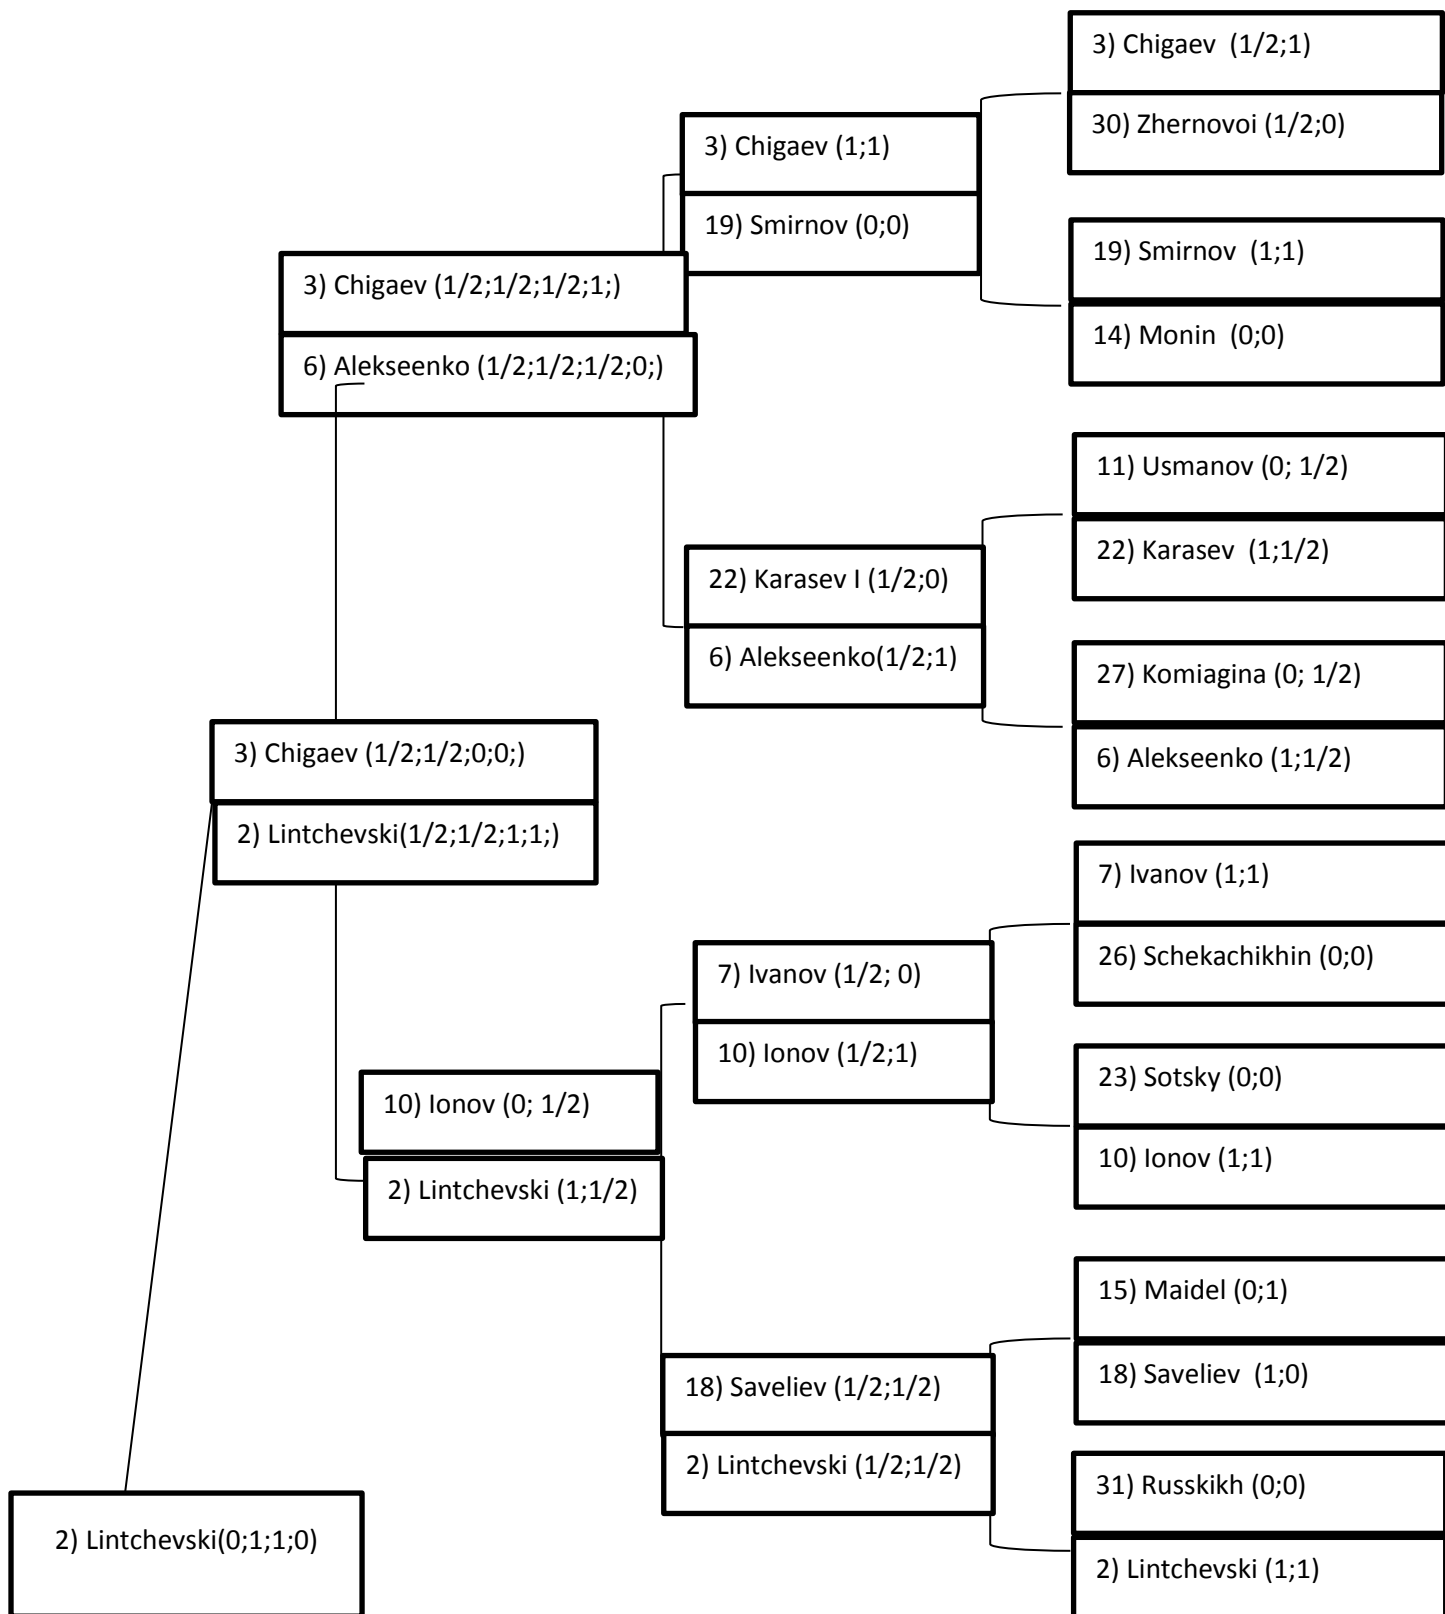 3) Chigaev (1/2;1)
30) Zhernovoi (1/2;0)
3) Chigaev (1;1)
19) Smirnov (0;0)
19) Smirnov (1;1)
14) Monin (0;0)
3) Chigaev (1/2;1/2;1/2;1;)
6) Alekseenko (1/2;1/2;1/2;0;)
11) Usmanov (0; 1/2)
22) Karasev (1;1/2)
22) Karasev I (1/2;0)
6) Alekseenko(1/2;1)
27) Komiagina (0; 1/2)
6) Alekseenko (1;1/2)
3) Chigaev (1/2;1/2;0;0;)
2) Lintchevski(1/2;1/2;1;1;)
7) Ivanov (1;1)
26) Schekachikhin (0;0)
7) Ivanov (1/2; 0)
10) Ionov (1/2;1)
23) Sotsky (0;0)
10) Ionov (1;1)
10) Ionov (0; 1/2)
2) Lintchevski (1;1/2)
15) Maidel (0;1)
18) Saveliev (1;0)
18) Saveliev (1/2;1/2)
2) Lintchevski (1/2;1/2)
31) Russkikh (0;0)
2) Lintchevski (1;1)
2) Lintchevski(0;1;1;0)